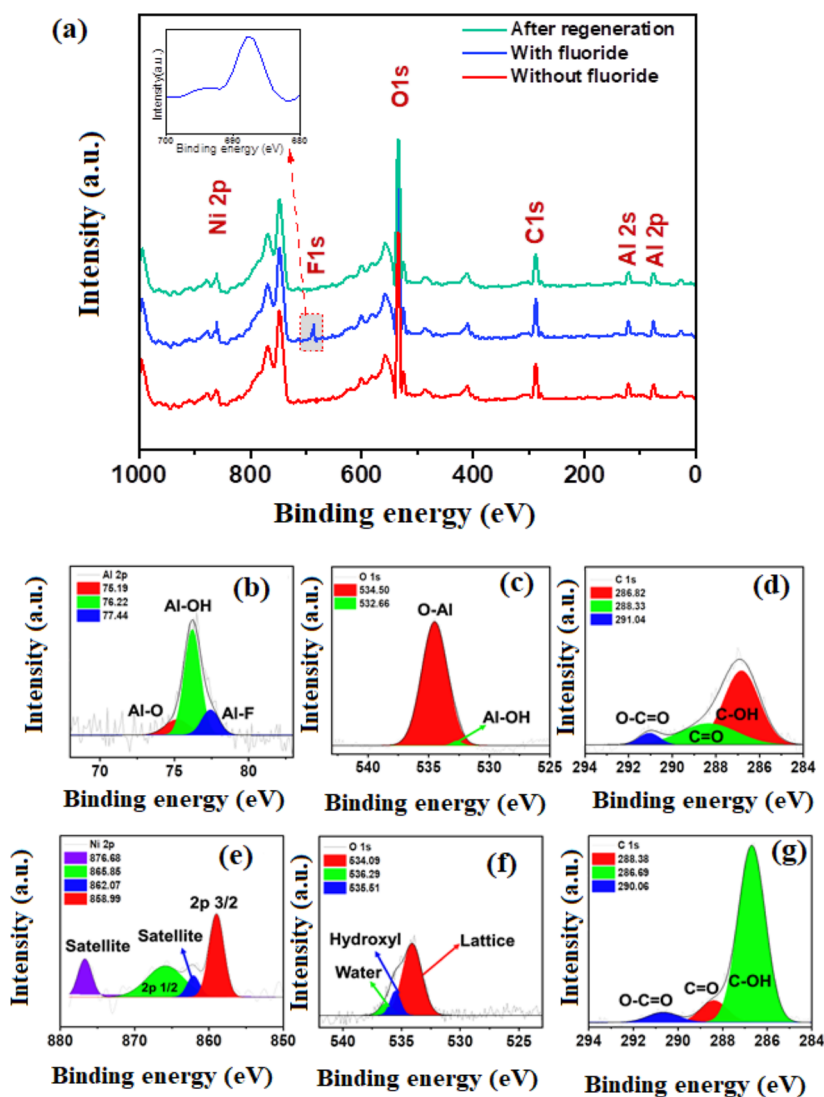 (a)
After regeneration
With fluoride
Without fluoride
Intensity(a.u.)
700
680
Binding energy (eV)
Ni 2p
F1s
O1s
C1s
Al 2s
Al 2p
Intensity (a.u.)
1000
800
600
400
200
0
Binding energy (eV)
(b)
Al 2p
75.19
76.22
77.44
Al-OH
Al-O
Al-F
Intensity (a.u.)
70
75
80
Binding energy (eV)
(c)
O 1s
534.50
532.66
O-Al
Al-OH
Intensity (a.u.)
540
535
530
525
Binding energy (eV)
(d)
C 1s
286.82
288.33
291.04
O-C=O
C=O
C-OH
Intensity (a.u.)
294
292
290
288
286
284
Binding energy (eV)
(e)
Ni 2p
876.68
865.85
862.07
858.99
2p 3/2
Satellite
Satellite
2p 1/2
Intensity (a.u.)
880
870
860
850
Binding energy (eV)
(f)
O 1s
534.09
536.29
535.51
Hydroxyl
Water
Lattice
Intensity (a.u.)
540
530
Binding energy (eV)
(g)
C 1s
288.38
286.69
290.06
O-C=O
C=O
C-OH
Intensity (a.u.)
294
292
290
288
286
284
Binding energy (eV)